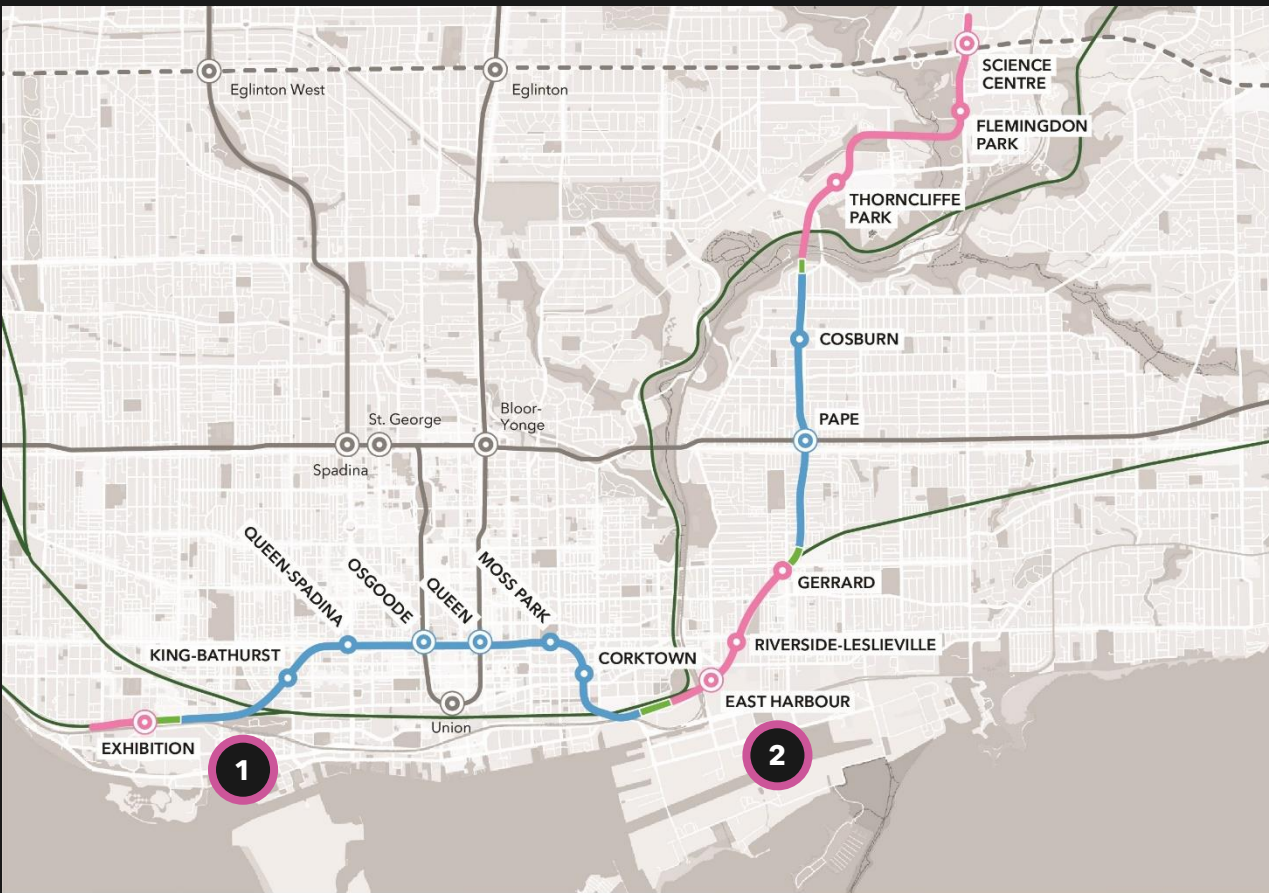 SCIENCE
CENTRE
Eglinton West
Eglinton
FLEMINGDON
PARK
THORNCLIFFE
PARK
COSBURN
St. George
Bloor-
Yonge
PAPE
Spadina
QUEEN-SPADINA
OSGOODE
QUEEN
MOSS PARK
GERRARD
KING-BATHURST
CORKTOWN
RIVERSIDE-LESLIEVILLE
EAST HARBOUR
Union
EXHIBITION
1
2